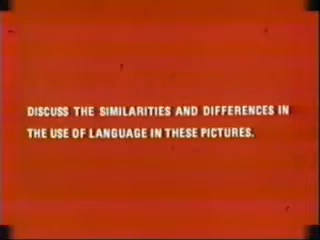 DISCUSS THE SIMILARITIES AND DIFFERENCES IN
THE USE OF LANGUAGE IN THESE PICTURES.